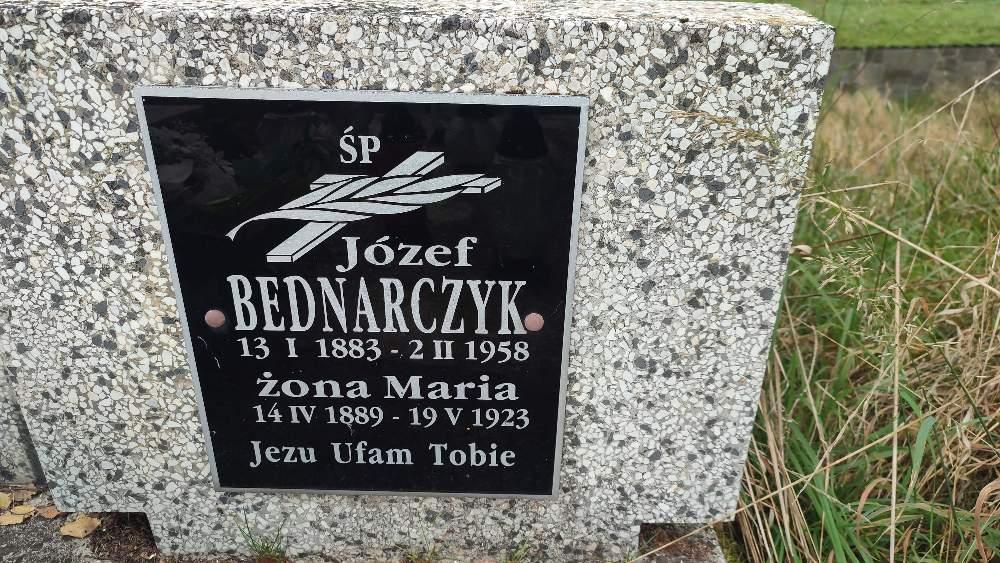 ŚP
Józef
BEDNARCZYK
13 I 1883 - 2 II 1958
żona Maria
14 IV 1889 - 19 V 1923
Jezu Ufam Tobie